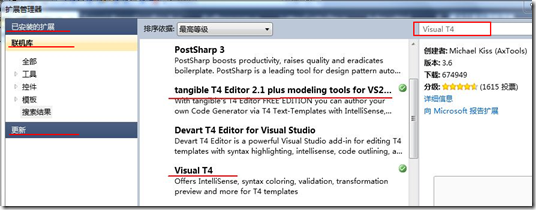 扩展管理器
已安装的扩展
联机库
全部
工具
控件
模板
搜索结果
更新
排序依据: 最高等级
PostSharp 3
PostSharp boosts productivity, raises quality and eradicates
boilerplate. PostSharp is a leading tool for design pattern auto...
tangible T4 Editor 2.1 plus modeling tools for VS2...
With tangible's T4 Editor FREE EDITION you can author your
own Code Generator via T4 Text-Templates with IntelliSense,
Devart T4 Editor for Visual Studio
Devart T4 Editor is a powerful Visual Studio add-in for editing T4
templates with syntax highlighting, intellisense, code outlining, a...
Visual T4
Offers IntelliSense, syntax coloring, validation, transformation
preview and more for T4 templates
Visual T4
创建者: Michael Kiss (AxTools)
版本: 3.6
下载: 674949
分级: (1615 投票)
详细信息
向 Microsoft 报告扩展